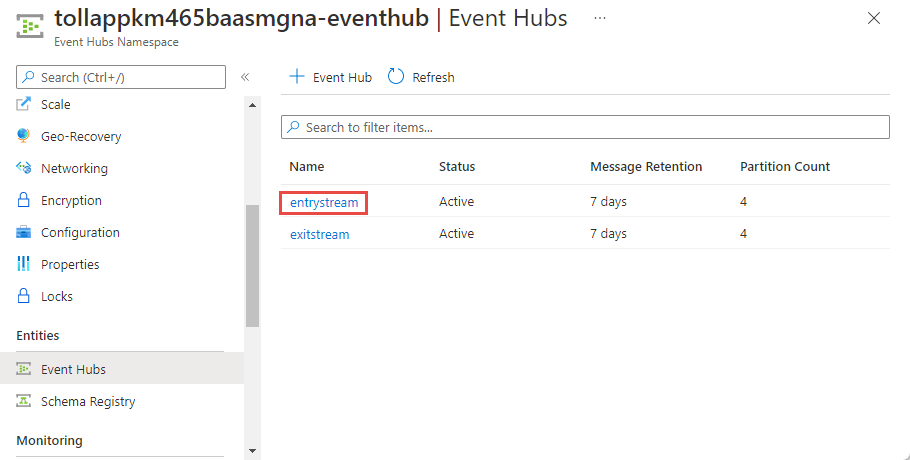 tollappkm465baasmgna-eventhub | Event Hubs ...
Event Hubs Namespace
Search (Ctrl+/)
Scale
Geo-Recovery
Networking
Encryption
Configuration
Properties
Locks
Entities
Event Hubs
Schema Registry
Monitoring
Event Hub Refresh
Search to filter items...
Name Status Message Retention Partition Count
entrystream Active 7 days 4
exitstream Active 7 days 4